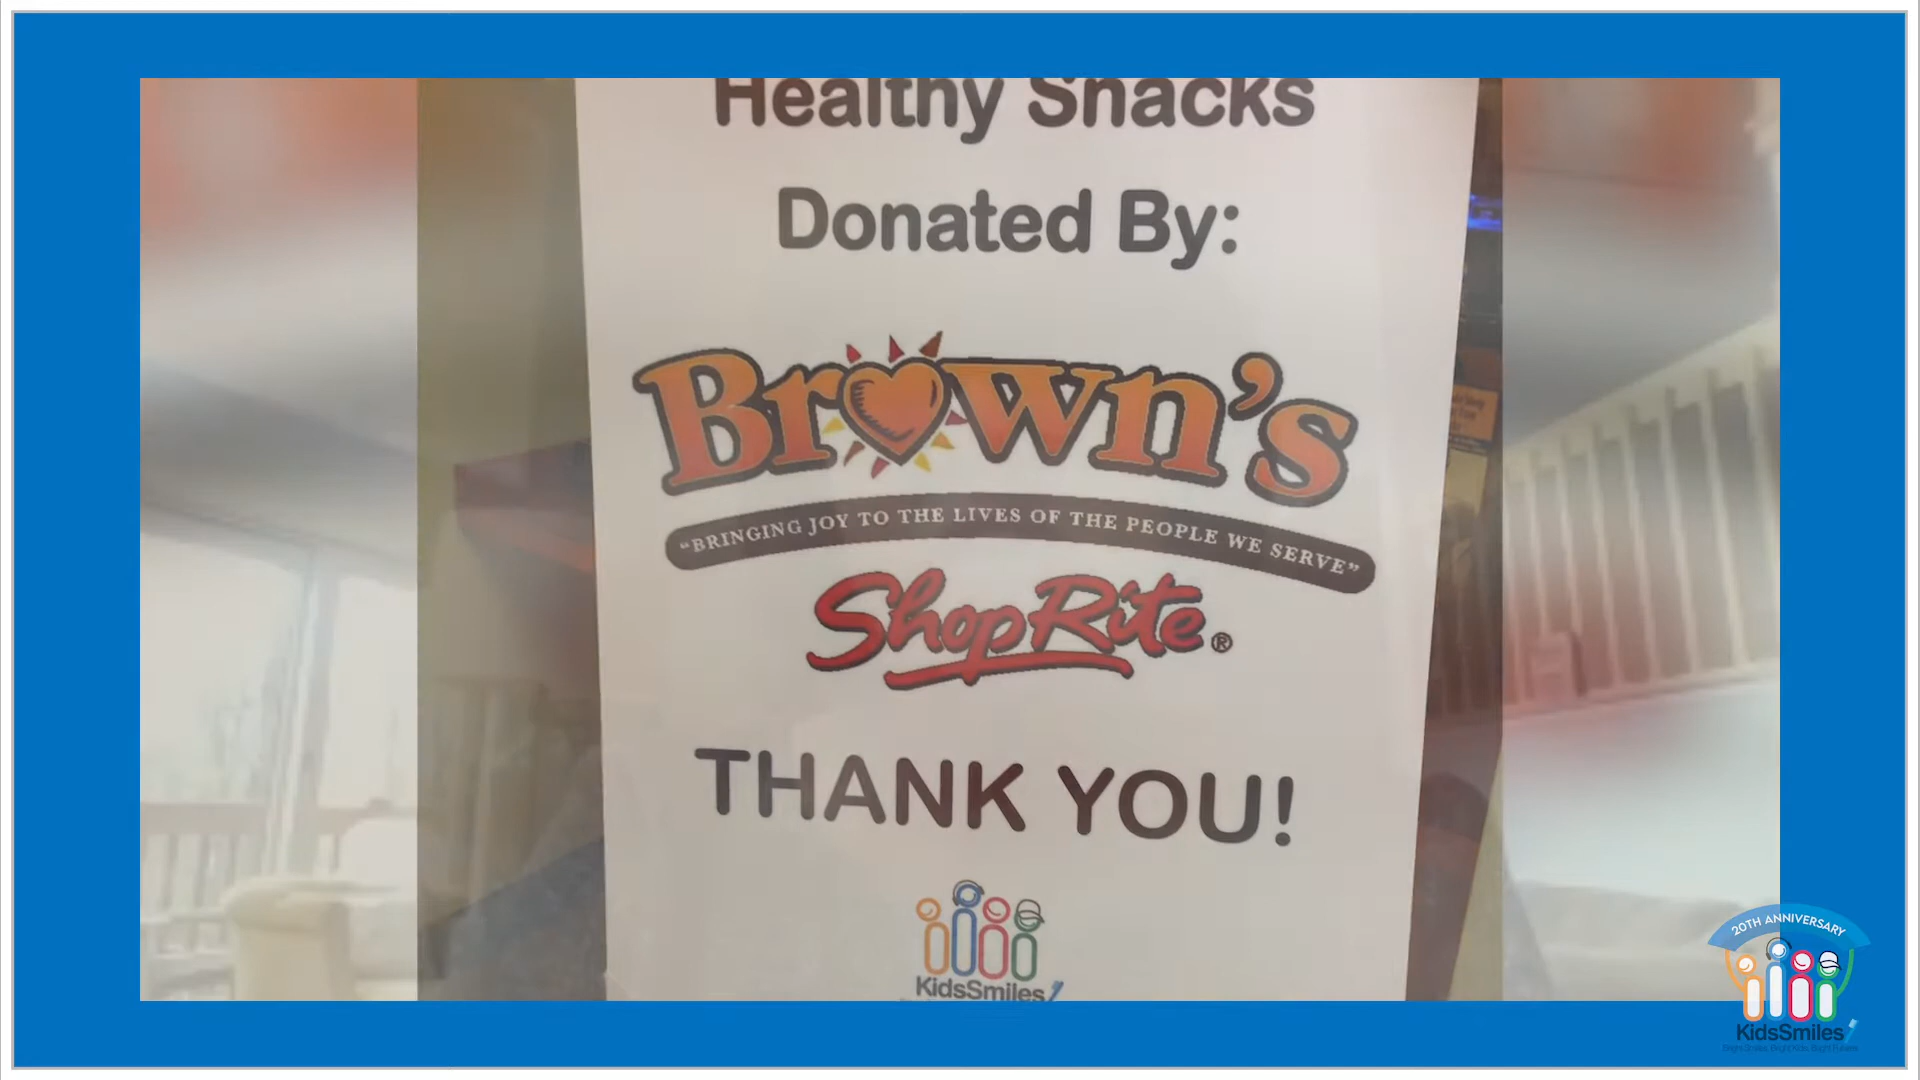 Healthy Snacks
Donated By:
Brown's
"BRINGING JOY TO THE LIVES OF THE PEOPLE WE SERVE"
ShopRite®
THANK YOU!
KidsSmiles
20TH ANNIVERSARY
KidsSmiles